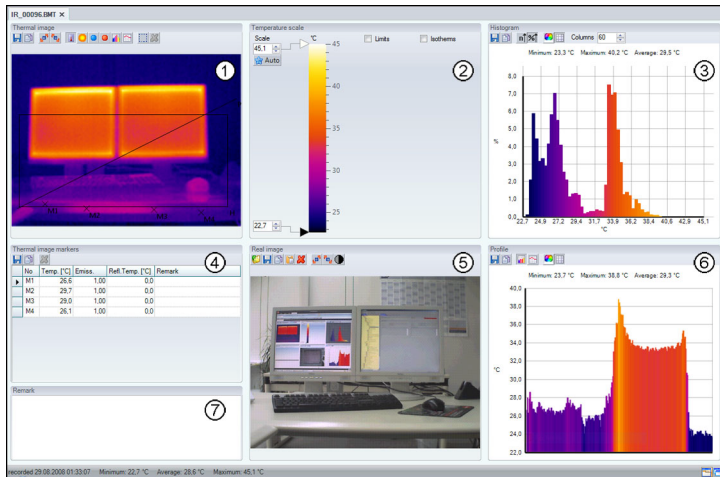 IR_00096.BMT ×
Thermal image
1
M1
M2
M3
M4
Temperature scale
Scale
°C
45,1
Auto
Limits
Isotherms
45
40
35
30
25
22,7
2
Histogram
n
%
Columns 60
Minimum: 23,3 °C Maximum: 40,2 °C Average: 29,5 °C
3
%
8,0
7,0
6,0
5,0
4,0
3,0
2,0
1,0
0,0
22,7 24,9 27,2 29,4 31,7 33,9 36,1 38,4 40,6 42,9 45,1
°C
Thermal image markers
4
No Temp. [°C] Emiss. Refl.Temp. [°C] Remark
M1 26,6 1,00 0,0
M2 29,7 1,00 0,0
M3 29,0 1,00 0,0
M4 26,1 1,00 0,0
Remark
7
Real image
5
Profile
6
Minimum: 23,7 °C Maximum: 38,8 °C Average: 29,3 °C
40,0
38,0
36,0
34,0
32,0
30,0
28,0
26,0
24,0
22,0
°C
recorded 29.08.2008 01:33:07 Minimum: 22,7 °C Average: 28,6 °C Maximum: 45,1 °C